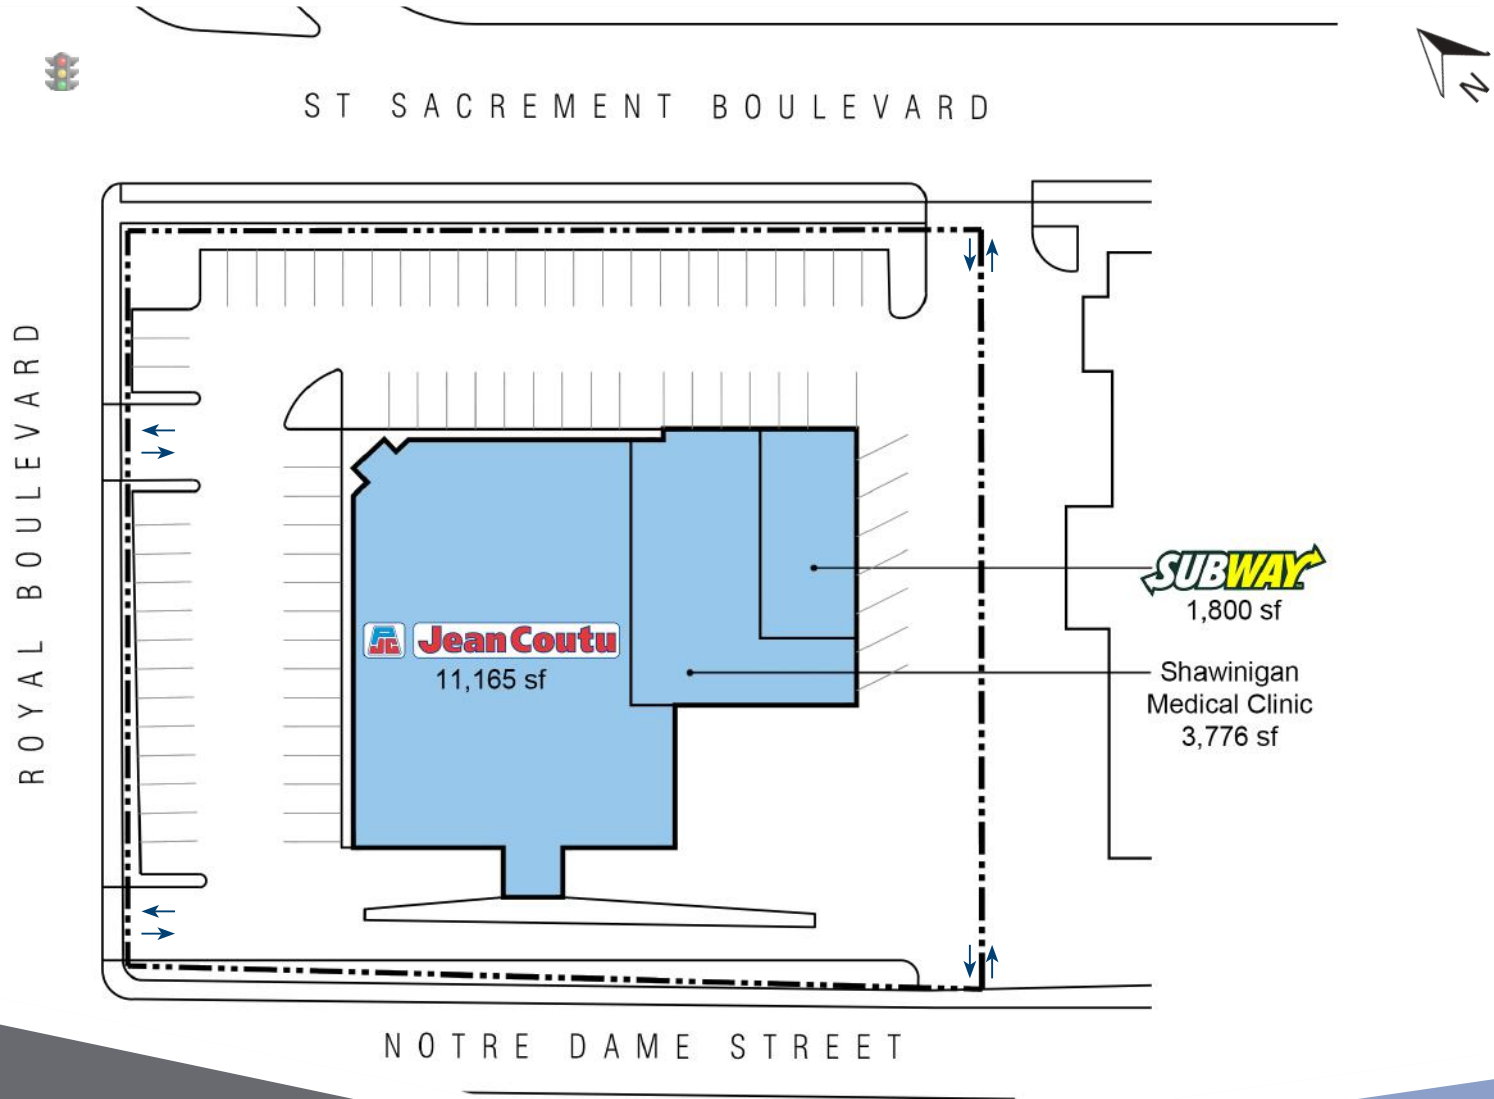 N
ST SACREMENT BOULEVARD
ROYAL BOULEVARD
SUBWAY
1,800 sf
PJC Jean Coutu
11,165 sf
Shawinigan
Medical Clinic
3,776 sf
NOTRE DAME STREET